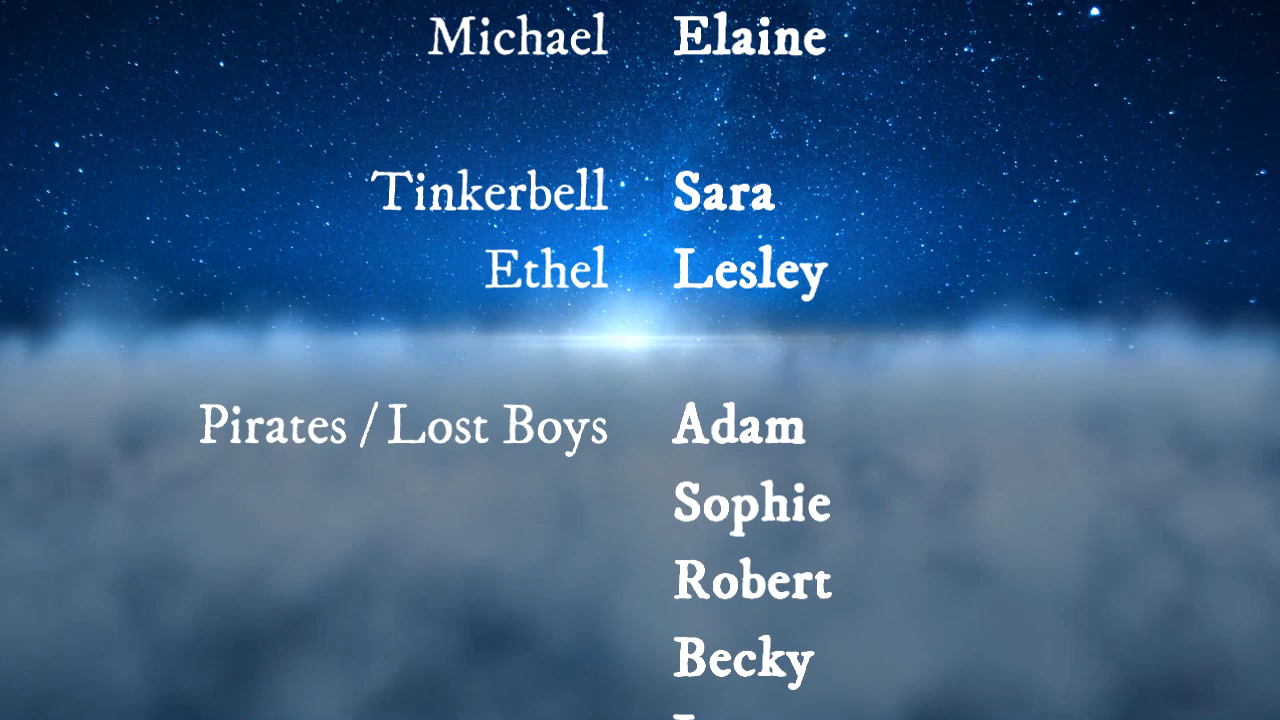 Michael Elaine
Tinkerbell Sara
Ethel Lesley
Pirates / Lost Boys Adam
Sophie
Robert
Becky